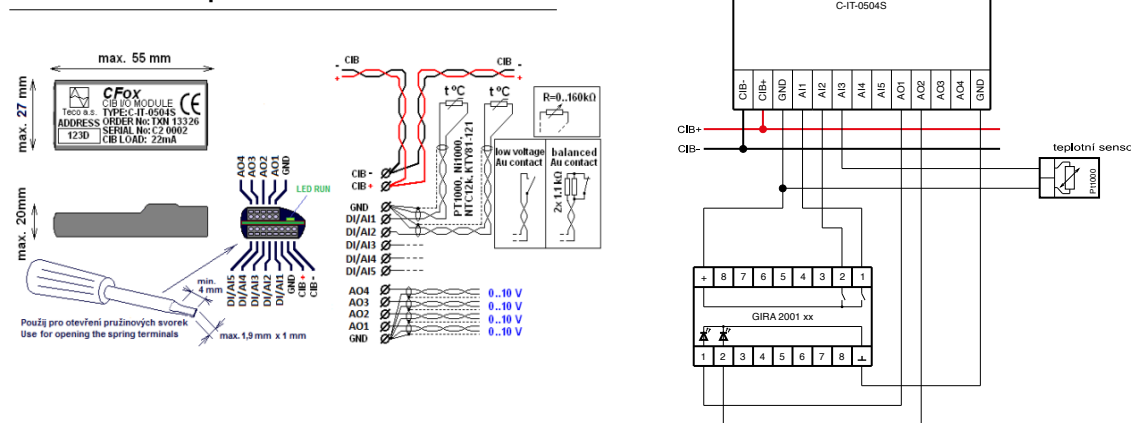 max. 55 mm
max. 27 mm
CFox
CIB I/O MODULE
Teco a.s. TYPE:C-IT-0504S
ADDRESS ORDER No: TXN 13326
123D SERIAL No: C2 0002
CIB LOAD: 22mA
CE
max. 20mm
AO4
AO3
AO2
AO1
GND
LED RUN
DI/AI5
DI/AI4
DI/AI3
DI/AI2
DI/AI1
GND
CIB +
CIB -
min.
4 mm
Použij pro otevření pružinových svorek
Use for opening the spring terminals
max. 1,9 mm x 1 mm
- CIB
+
CIB -
+
t ºC
t ºC
R=0..160kΩ
low voltage
Au contact
balanced
Au contact
2x 1.1 kΩ
PT1000, Ni1000,
NTC12k, KTY81-121
CIB -
CIB +
GND
DI/AI1
DI/AI2
DI/AI3
DI/AI4
DI/AI5
AO4
AO3
AO2
AO1
GND
0..10 V
0..10 V
0..10 V
0..10 V
C-IT-0504S
CIB-
CIB+
GND
AI1
AI2
AI3
AI4
AI5
AO1
AO2
AO3
AO4
GND
CIB+
CIB-
teplotní senso
Pt1000
+ 8 7 6 5 4 3 2 1
GIRA 2001 xx
1 2 3 4 5 6 7 8 ⊥